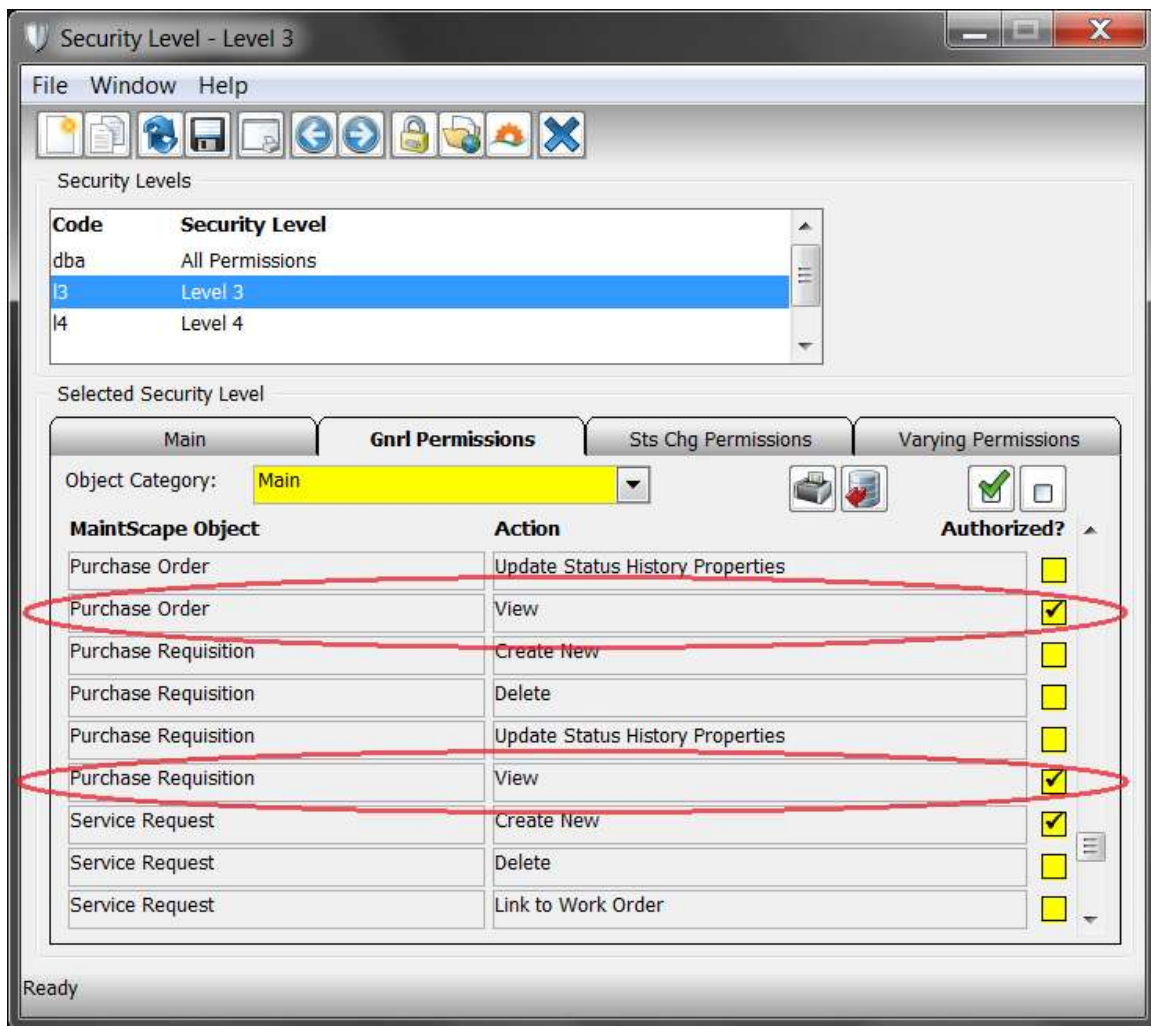 Security Level - Level 3
File Window Help
Security Levels
Code Security Level
dba All Permissions
l3 Level 3
l4 Level 4
Selected Security Level
Main Gnrl Permissions Sts Chg Permissions Varying Permissions
Object Category: Main
MaintScape Object Action Authorized?
Purchase Order Update Status History Properties
Purchase Order View
Purchase Requisition Create New
Purchase Requisition Delete
Purchase Requisition Update Status History Properties
Purchase Requisition View
Service Request Create New
Service Request Delete
Service Request Link to Work Order
Ready